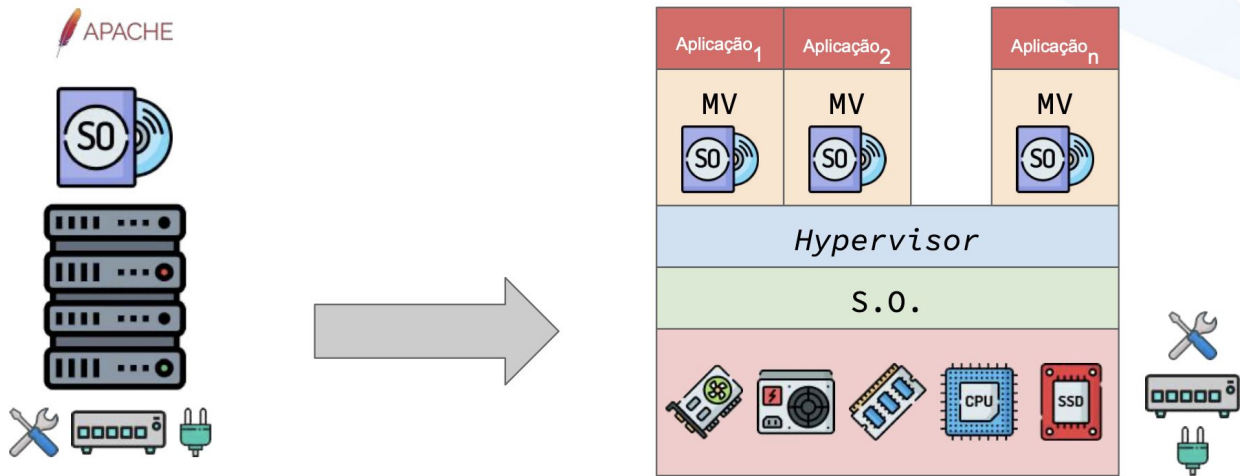 APACHE
SO
Aplicação1
Aplicação2
Aplicaçãon
MV
MV
MV
SO
SO
SO
Hypervisor
S.O.
CPU
SSD